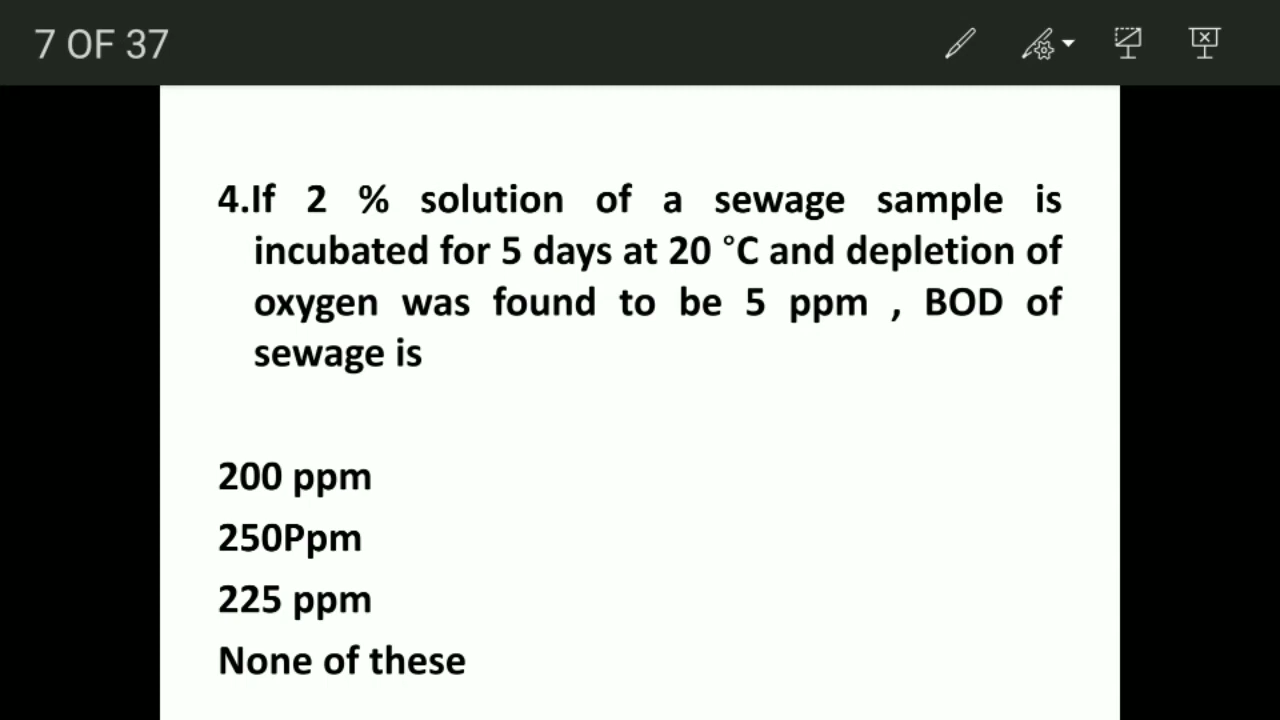 7 OF 37
4.If 2 % solution of a sewage sample is
incubated for 5 days at 20 °C and depletion of
oxygen was found to be 5 ppm , BOD of
sewage is
200 ppm
250Ppm
225 ppm
None of these